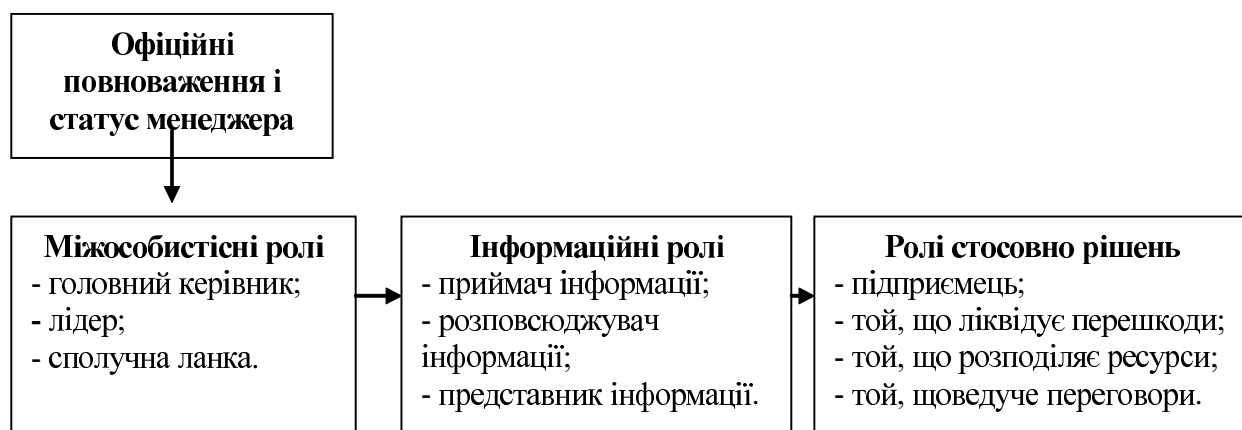 Офіційні
повноваження і
статус менеджера
Міжособистісні ролі
- головний керівник;
- лідер;
- сполучна ланка.
Інформаційні ролі
- приймач інформації;
- розповсюджувач
інформації;
- представник інформації.
Ролі стосовно рішень
- підприємець;
- той, що ліквідує перешкоди;
- той, що розподіляє ресурси;
- той, щоведуче переговори.